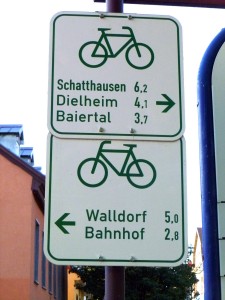 Schatthausen 6,2
Dielheim 4,1
Baiertal 3,7
Walldorf 5,0
Bahnhof 2,8